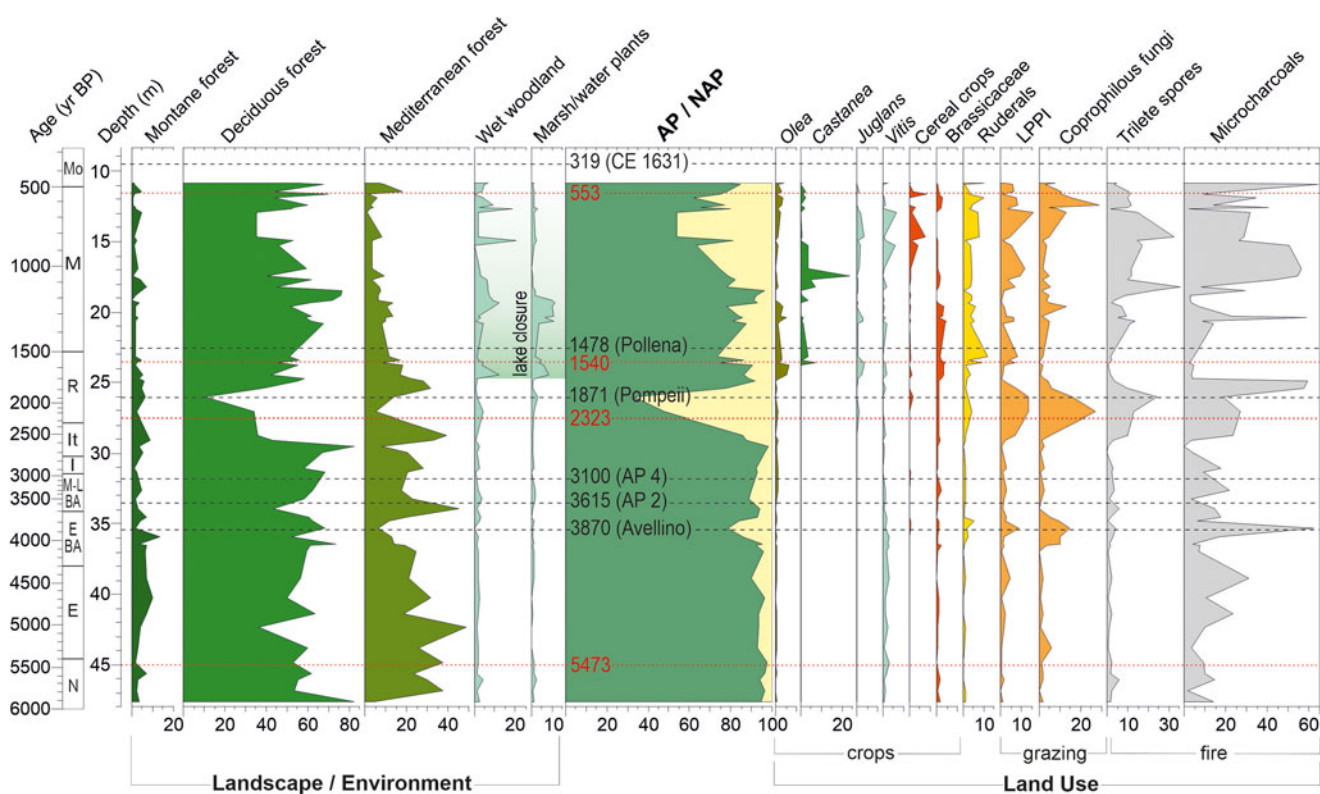 Age (yr BP)
Depth (m)
Montane forest
Deciduous forest
Mediterranean forest
Wet woodland
Marsh/water plants
AP / NAP
Olea
Castanea
Juglans
Vitis
Cereal crops
Brassicaceae
Ruderals
LPPI
Coprophilous fungi
Trilete spores
Microcharcoals
Mo
10
319 (CE 1631)
500
553
M
15
1000
20
lake closure
1478 (Pollena)
1500
1540
R
25
1871 (Pompeii)
2000
2323
2500
It
30
I
3000
M-L
BA
3100 (AP 4)
3500
3615 (AP 2)
35
E
BA
3870 (Avellino)
4000
4500
E
40
5000
5500
45
5473
N
6000
20
20 40 60 80
20 40
20
20 40 60 80 100
20
10
10
20
10 30
20 40 60
crops
grazing
fire
Landscape / Environment
Land Use